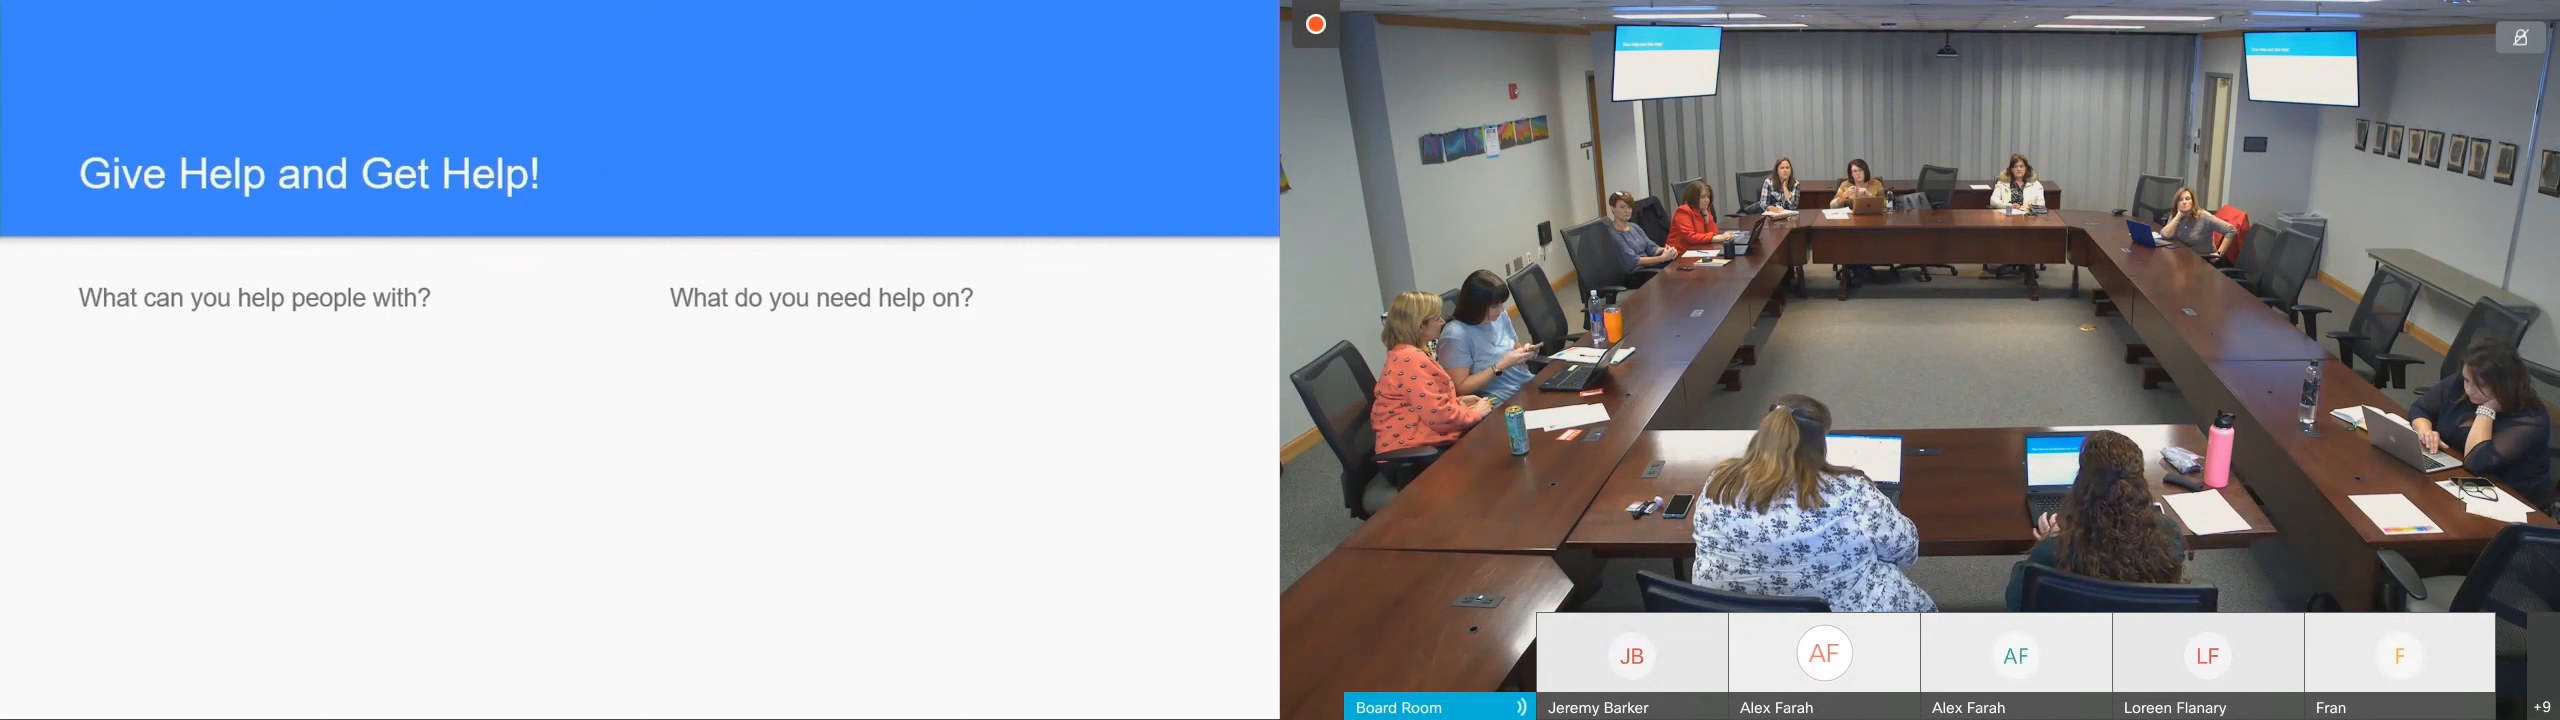 Give Help and Get Help!
What can you help people with?
What do you need help on?
JB
AF
AF
LF
F
Board Room
Jeremy Barker
Alex Farah
Alex Farah
Loreen Flanary
Fran
+9